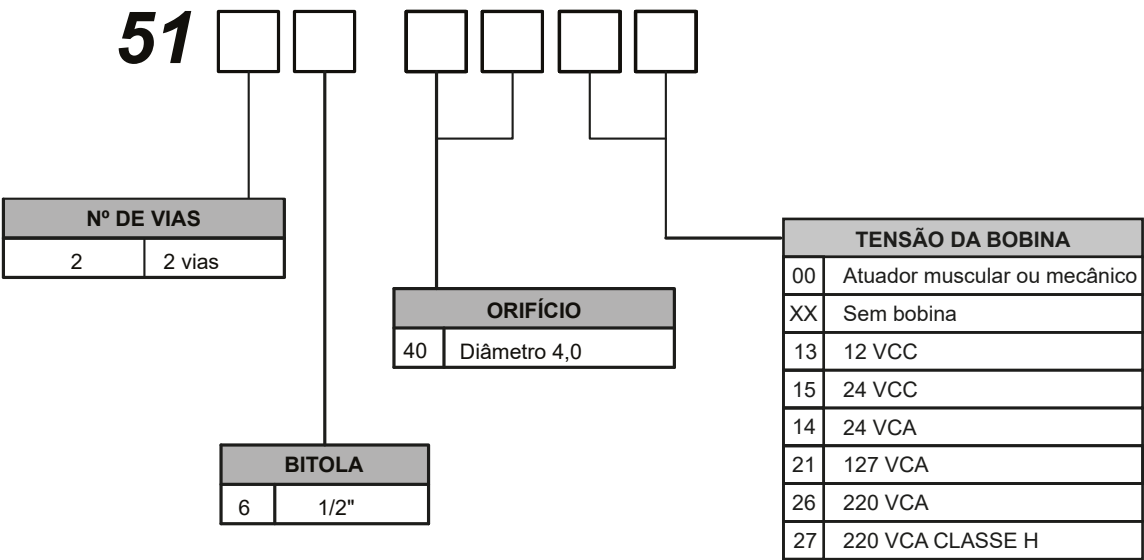 51
Nº DE VIAS
2 2 vias
ORIFÍCIO
40 Diâmetro 4,0
BITOLA
6 1/2"
TENSÃO DA BOBINA
00 Atuador muscular ou mecânico
XX Sem bobina
13 12 VCC
15 24 VCC
14 24 VCA
21 127 VCA
26 220 VCA
27 220 VCA CLASSE H